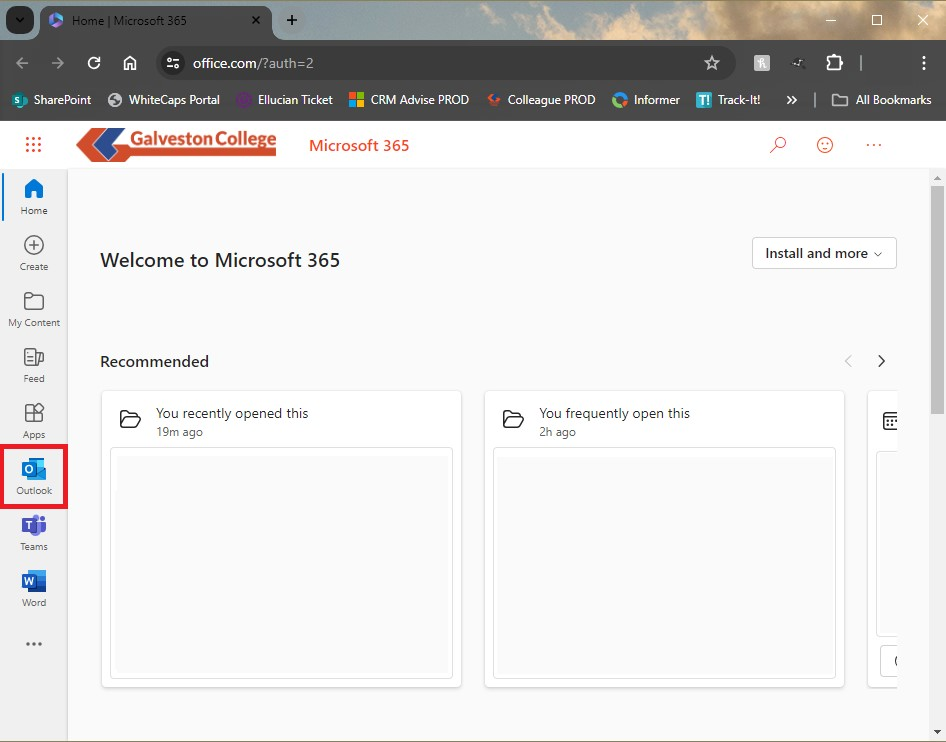 Home | Microsoft 365
office.com/?auth=2
SharePoint
WhiteCaps Portal
Ellucian Ticket
CRM Advise PROD
Colleague PROD
Informer
T!
Track-It!
All Bookmarks
Galveston College
Microsoft 365
Home
Create
My Content
Feed
Apps
Outlook
Teams
Word
Welcome to Microsoft 365
Install and more
Recommended
You recently opened this
19m ago
You frequently open this
2h ago